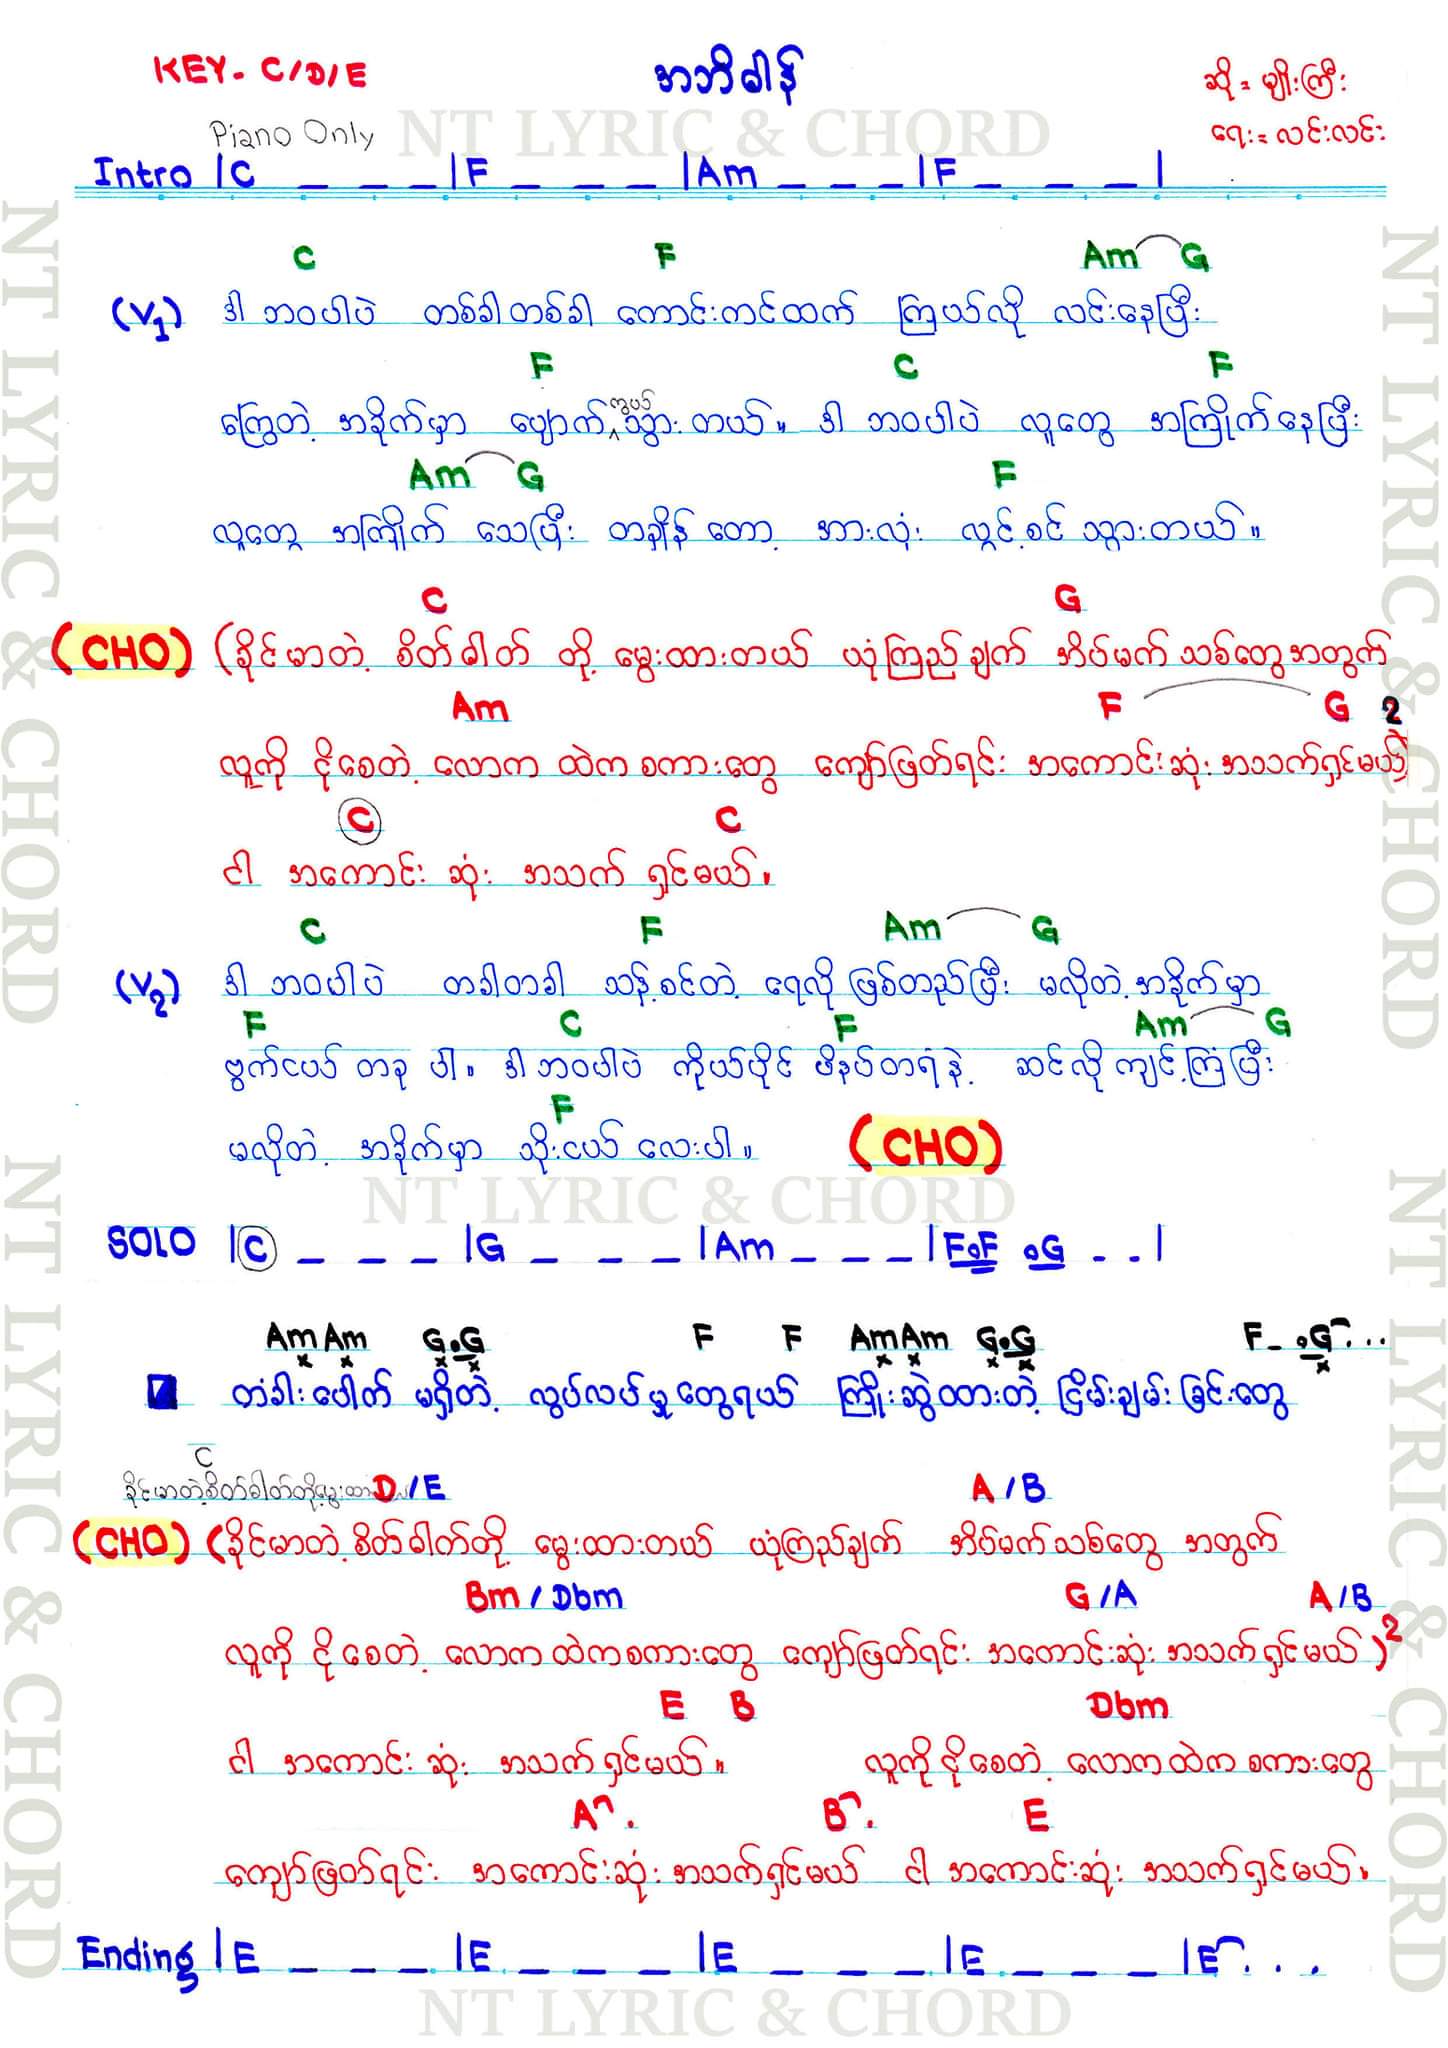 KEY - C/D/E
အဘိဓါန်
ဆို = မျိုးကြီး
ရေး = လင်းလင်း
NT LYRIC & CHORD
Piano Only
Intro |C _ _ _ |F _ _ _ |Am _ _ _ |F _ _ _ |
C F Am G
(V1) ဒါ ဘဝပါပဲ တစ်ခါတစ်ခါ ကောင်းကင်ထက် ကြယ်လို လင်းနေပြီး
F C F
ကြွေတဲ့ အခိုက်မှာ ပျောက်ကွယ်သွားတယ်။ ဒါ ဘဝပါပဲ လူတွေ အကြိုက်နေပြီး
Am G F
လူတွေ အကြိုက် သေပြီး တချိန်တော့ အားလုံး လွင့်စင် သွားတယ်။
C G
(CHO) (ခိုင်မာတဲ့ စိတ်ဓါတ် တို့ မွေးထားတယ် ယုံကြည်ချက် အိပ်မက် သစ်တွေအတွက်
Am F G 2
လူကို ငိုစေတဲ့ လောက ထဲက စကားတွေ ကျော်ဖြတ်ရင်း အကောင်းဆုံး အသက်ရှင်မယ်)
C C
ငါ အကောင်း ဆုံး အသက် ရှင်မယ်။
C F Am G
(V2) ဒါ ဘဝပါပဲ တခါတခါ သန့်စင်တဲ့ ရေလို ဖြစ်တည်ပြီး မလိုတဲ့ အခိုက်မှာ
F C F Am G
ဗွက်ငယ် တခု ပါ။ ဒါ ဘဝပါပဲ ကိုယ်ပိုင် ဖိနပ်တရံနဲ့ ဆင်လို ကျင့်ကြံပြီး
F
မလိုတဲ့ အခိုက်မှာ သိုးငယ် လေးပါ။ (CHO)
NT LYRIC & CHORD
SOLO |C _ _ _ |G _ _ _ |Am _ _ _ |F.F .G - - |
Am Am G.G F F Am Am G.G F - .G ...
တံခါးပေါက် မရှိတဲ့ လွပ်လပ်မှုတွေရယ် ကြိုးဆွဲထားတဲ့ ငြိမ်းချမ်းခြင်းတွေ
C
ခိုင်မာတဲ့စိတ်ဓါတ်တို့မွေးထား D/E A/B
(CHO) (ခိုင်မာတဲ့ စိတ်ဓါတ်တို့ မွေးထားတယ် ယုံကြည်ချက် အိပ်မက်သစ်တွေ အတွက်
Bm/Dbm G/A A/B
လူကို ငိုစေတဲ့ လောကထဲကစကားတွေ ကျော်ဖြတ်ရင်း အကောင်းဆုံး အသက်ရှင်မယ်)2
E B Dbm
ငါ အကောင်းဆုံး အသက်ရှင်မယ်။ လူကိုငိုစေတဲ့ လောကထဲကစကားတွေ
A . B . E
ကျော်ဖြတ်ရင်း အကောင်းဆုံး အသက်ရှင်မယ် ငါ အကောင်းဆုံး အသက်ရှင်မယ်။
Ending |E _ _ _ |E _ _ _ |E _ _ _ |E _ _ _ |E ...
NT LYRIC & CHORD
NT LYRIC & CHORD
NT LYRIC & CHORD
NT LYRIC & CHORD
NT LYRIC & CHORD